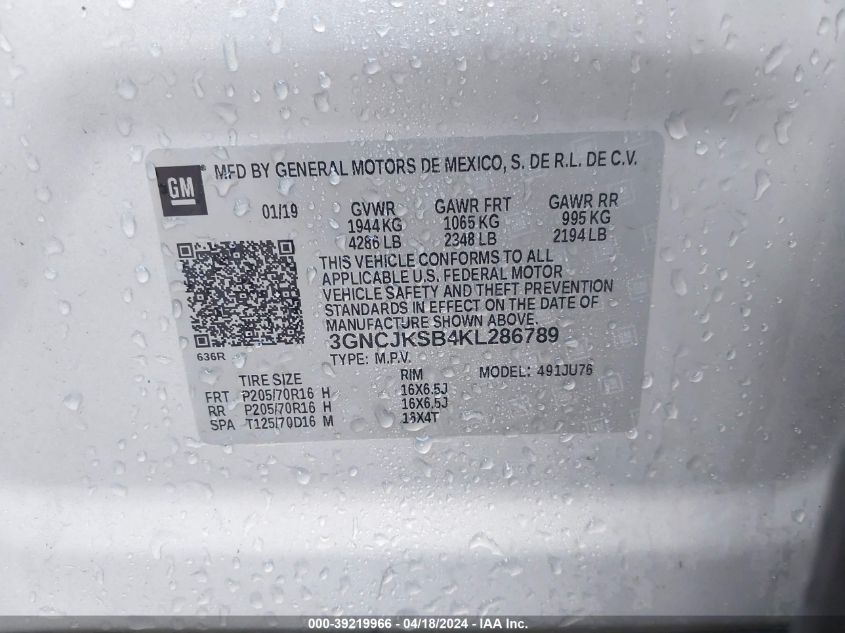 GM® MFD BY GENERAL MOTORS DE MEXICO, S. DE R.L. DE C.V.
01/19 GVWR GAWR FRT GAWR RR
1944 KG 1065 KG 995 KG
4286 LB 2348 LB 2194 LB
THIS VEHICLE CONFORMS TO ALL
APPLICABLE U.S. FEDERAL MOTOR
VEHICLE SAFETY AND THEFT PREVENTION
STANDARDS IN EFFECT ON THE DATE OF
MANUFACTURE SHOWN ABOVE.
3GNCJKSB4KL286789
636R TYPE: M.P.V.
TIRE SIZE RIM MODEL: 491JU76
FRT P205/70R16 H 16X6.5J
RR P205/70R16 H 16X6.5J
SPA T125/70D16 M 16X4T
000-39219966 - 04/18/2024 - IAAI Inc.